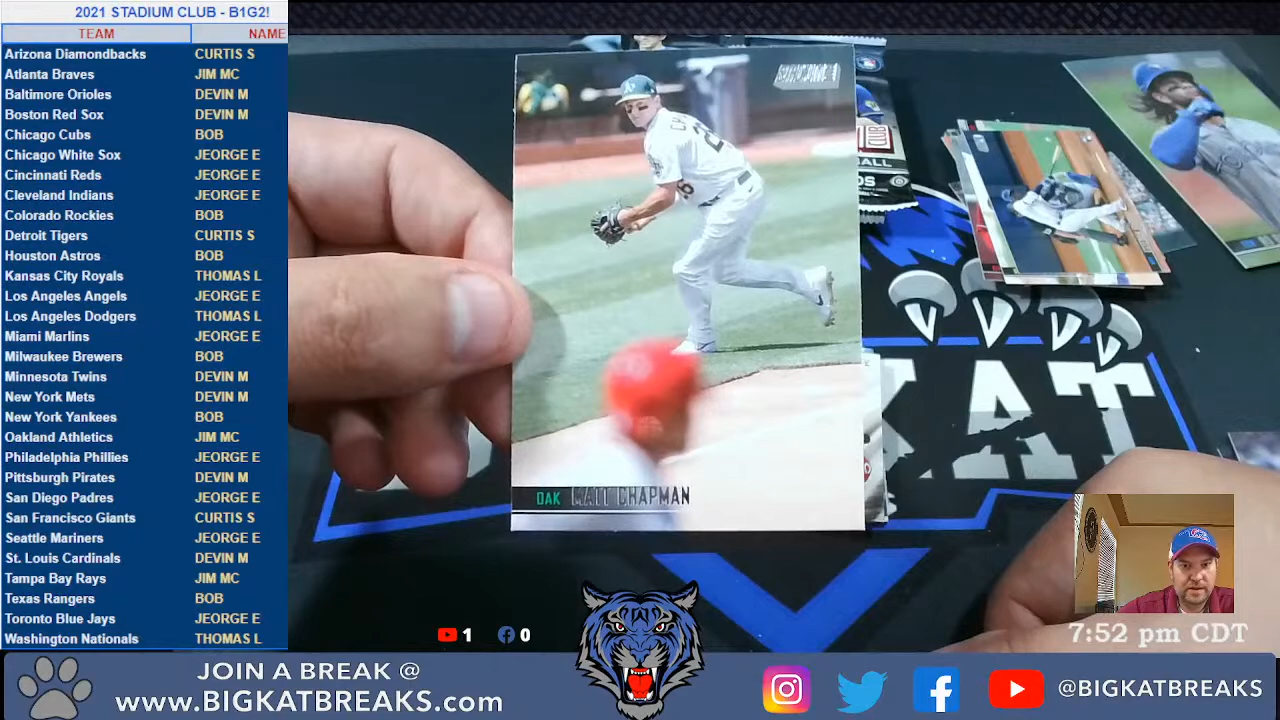 2021 STADIUM CLUB - B1G2!
TEAM NAME
Arizona Diamondbacks CURTIS S
Atlanta Braves JIM MC
Baltimore Orioles DEVIN M
Boston Red Sox DEVIN M
Chicago Cubs BOB
Chicago White Sox JEORGE E
Cincinnati Reds JEORGE E
Cleveland Indians JEORGE E
Colorado Rockies BOB
Detroit Tigers CURTIS S
Houston Astros BOB
Kansas City Royals THOMAS L
Los Angeles Angels JEORGE E
Los Angeles Dodgers THOMAS L
Miami Marlins JEORGE E
Milwaukee Brewers BOB
Minnesota Twins DEVIN M
New York Mets DEVIN M
New York Yankees BOB
Oakland Athletics JIM MC
Philadelphia Phillies JEORGE E
Pittsburgh Pirates DEVIN M
San Diego Padres JEORGE E
San Francisco Giants CURTIS S
Seattle Mariners JEORGE E
St. Louis Cardinals DEVIN M
Tampa Bay Rays JIM MC
Texas Rangers BOB
Toronto Blue Jays JEORGE E
Washington Nationals THOMAS L
OAK MATT CHAPMAN
CLUB
KAT
1 0
7:52 pm CDT
JOIN A BREAK @
www.BIGKATBREAKS.com
@BIGKATBREAKS